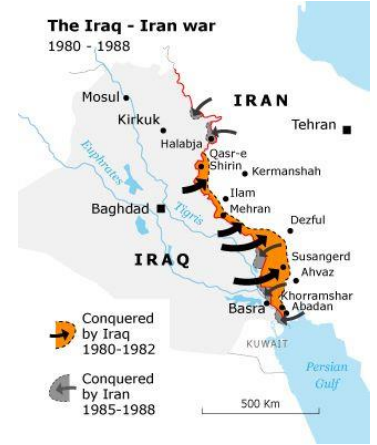 The Iraq - Iran war
1980 - 1988
Mosul
Kirkuk
IRAN
Tehran
Halabja
Qasr-e
Shirin
Kermanshah
Euphrates
Ilam
Mehran
Baghdad
Tigris
Dezful
IRAQ
Susangerd
Ahvaz
Khorramshar
Basra
Abadan
KUWAIT
Persian
Gulf
Conquered
by Iraq
1980-1982
Conquered
by Iran
1985-1988
500 Km